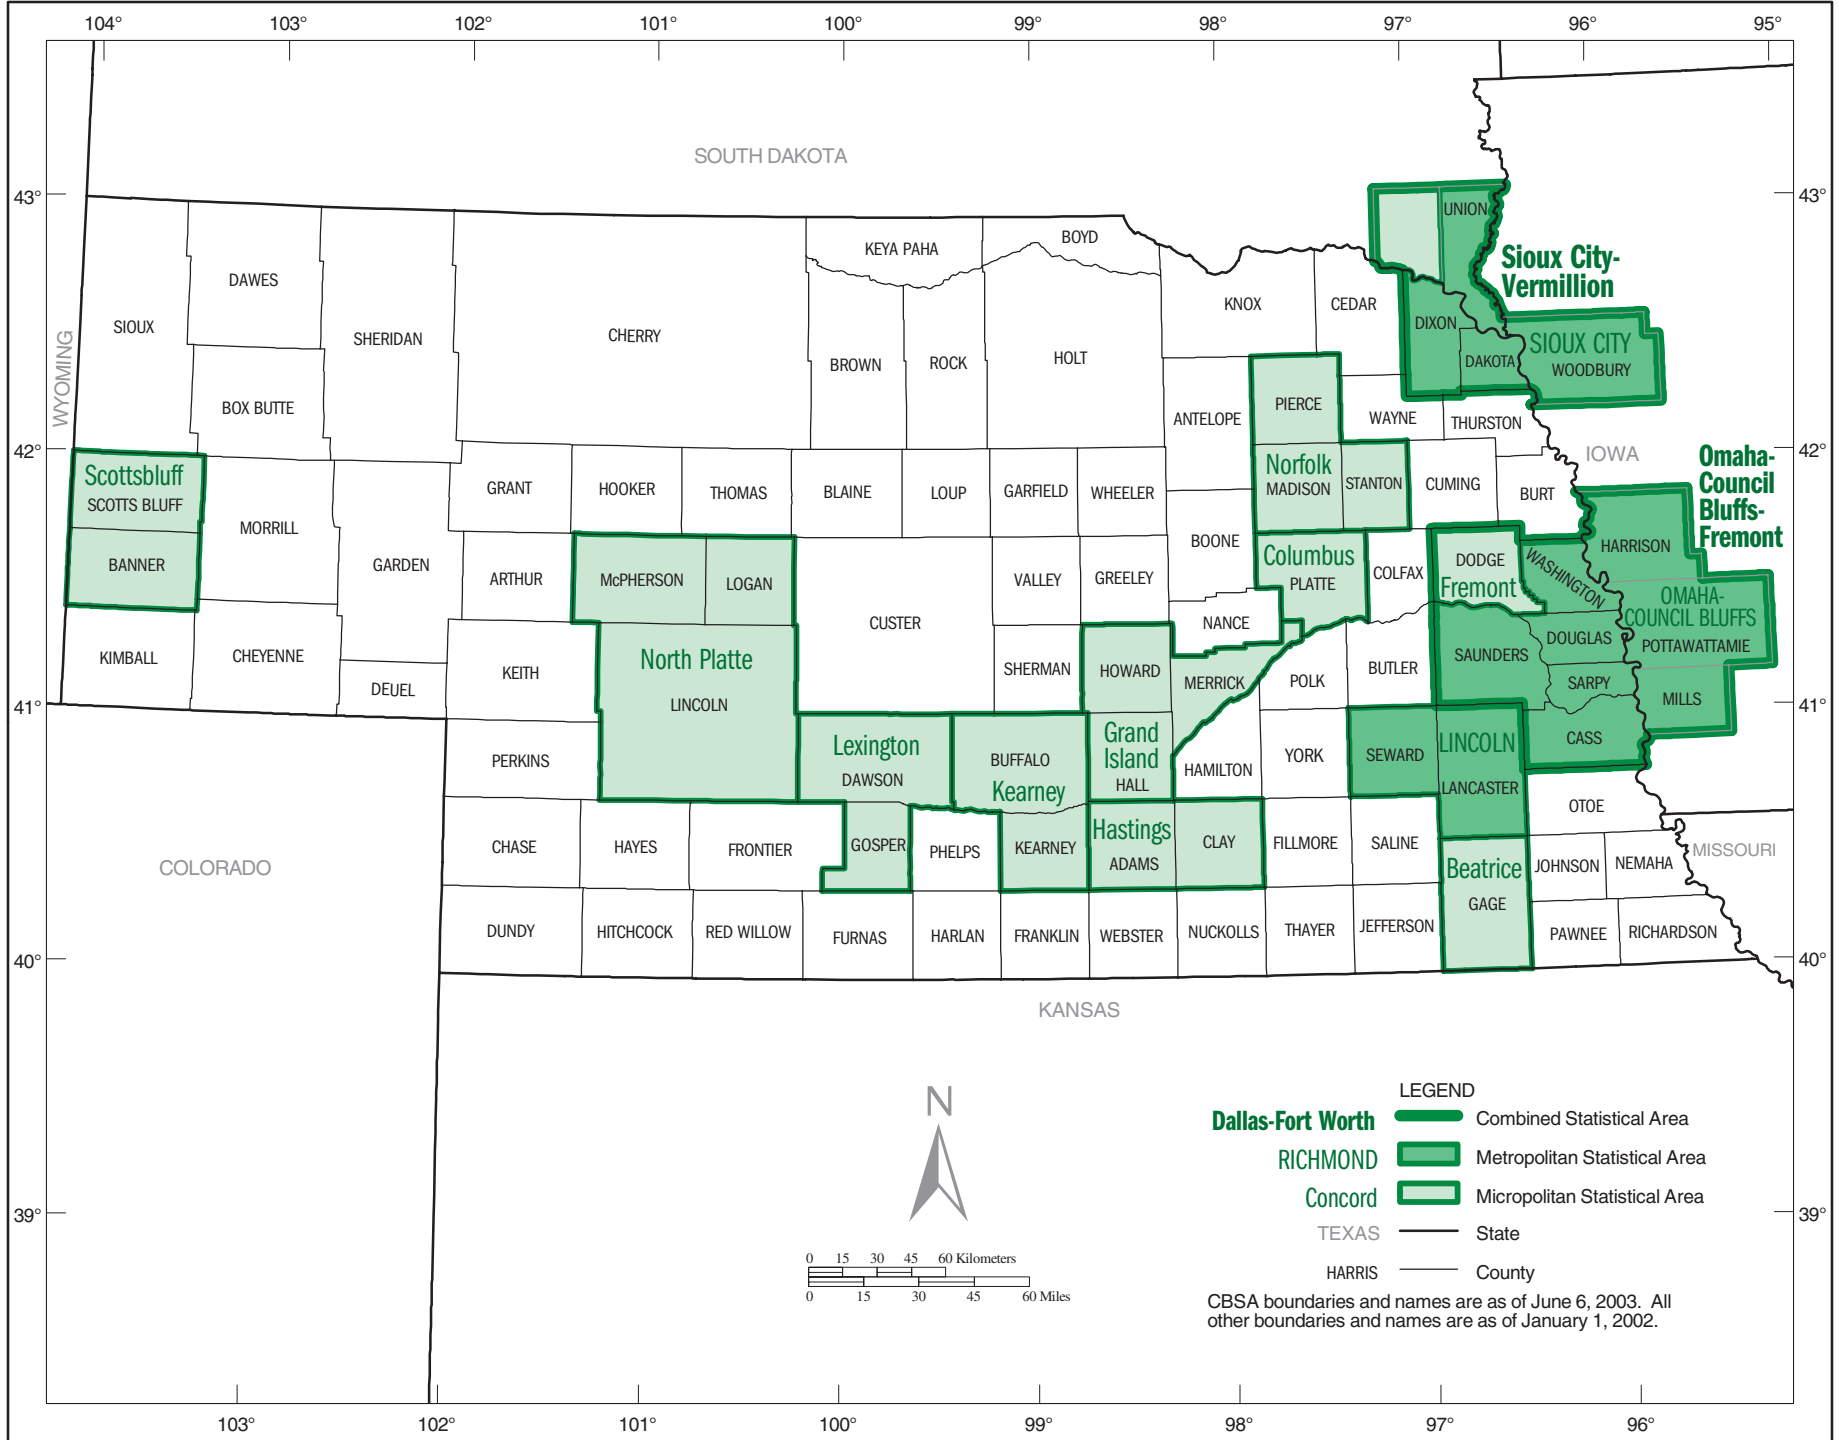 104° 103° 102° 101° 100° 99° 98° 97° 96° 95°
SOUTH DAKOTA
43° 43°
UNION
BOYD
KEYA PAHA
Sioux City-
Vermillion
DAWES
KNOX CEDAR
SIOUX
SHERIDAN
CHERRY
DIXON
WYOMING
BROWN ROCK HOLT
SIOUX CITY
DAKOTA
WOODBURY
BOX BUTTE
PIERCE
ANTELOPE
WAYNE
THURSTON
42° 42°
IOWA
Omaha-
Council
Bluffs-
Fremont
Scottsbluff
SCOTTS BLUFF
GRANT HOOKER THOMAS BLAINE LOUP GARFIELD WHEELER
Norfolk
MADISON
STANTON
CUMING
BURT
MORRILL
BOONE
HARRISON
Columbus
PLATTE
DODGE
Fremont
WASHINGTON
BANNER
GARDEN
ARTHUR
McPHERSON
LOGAN
VALLEY GREELEY
COLFAX
OMAHA-
COUNCIL BLUFFS
POTTAWATTAMIE
CUSTER
NANCE
DOUGLAS
KIMBALL
CHEYENNE
DEUEL
KEITH
North Platte
LINCOLN
SHERMAN
HOWARD
MERRICK
POLK
BUTLER
SAUNDERS
SARPY
MILLS
41° 41°
PERKINS
Lexington
DAWSON
BUFFALO
Kearney
Grand
Island
HALL
HAMILTON
YORK
SEWARD
LINCOLN
LANCASTER
CASS
OTOE
COLORADO
CHASE
HAYES
FRONTIER
GOSPER
PHELPS
KEARNEY
Hastings
ADAMS
CLAY
FILLMORE
SALINE
Beatrice
GAGE
JOHNSON
NEMAHA
MISSOURI
DUNDY
HITCHCOCK
RED WILLOW
FURNAS
HARLAN
FRANKLIN
WEBSTER
NUCKOLLS
THAYER
JEFFERSON
PAWNEE
RICHARDSON
40° 40°
KANSAS
N
LEGEND
Dallas-Fort Worth Combined Statistical Area
RICHMOND Metropolitan Statistical Area
Concord Micropolitan Statistical Area
TEXAS State
HARRIS County
39° 39°
0 15 30 45 60 Kilometers
0 15 30 45 60 Miles
CBSA boundaries and names are as of June 6, 2003. All
other boundaries and names are as of January 1, 2002.
103° 102° 101° 100° 99° 98° 97° 96°